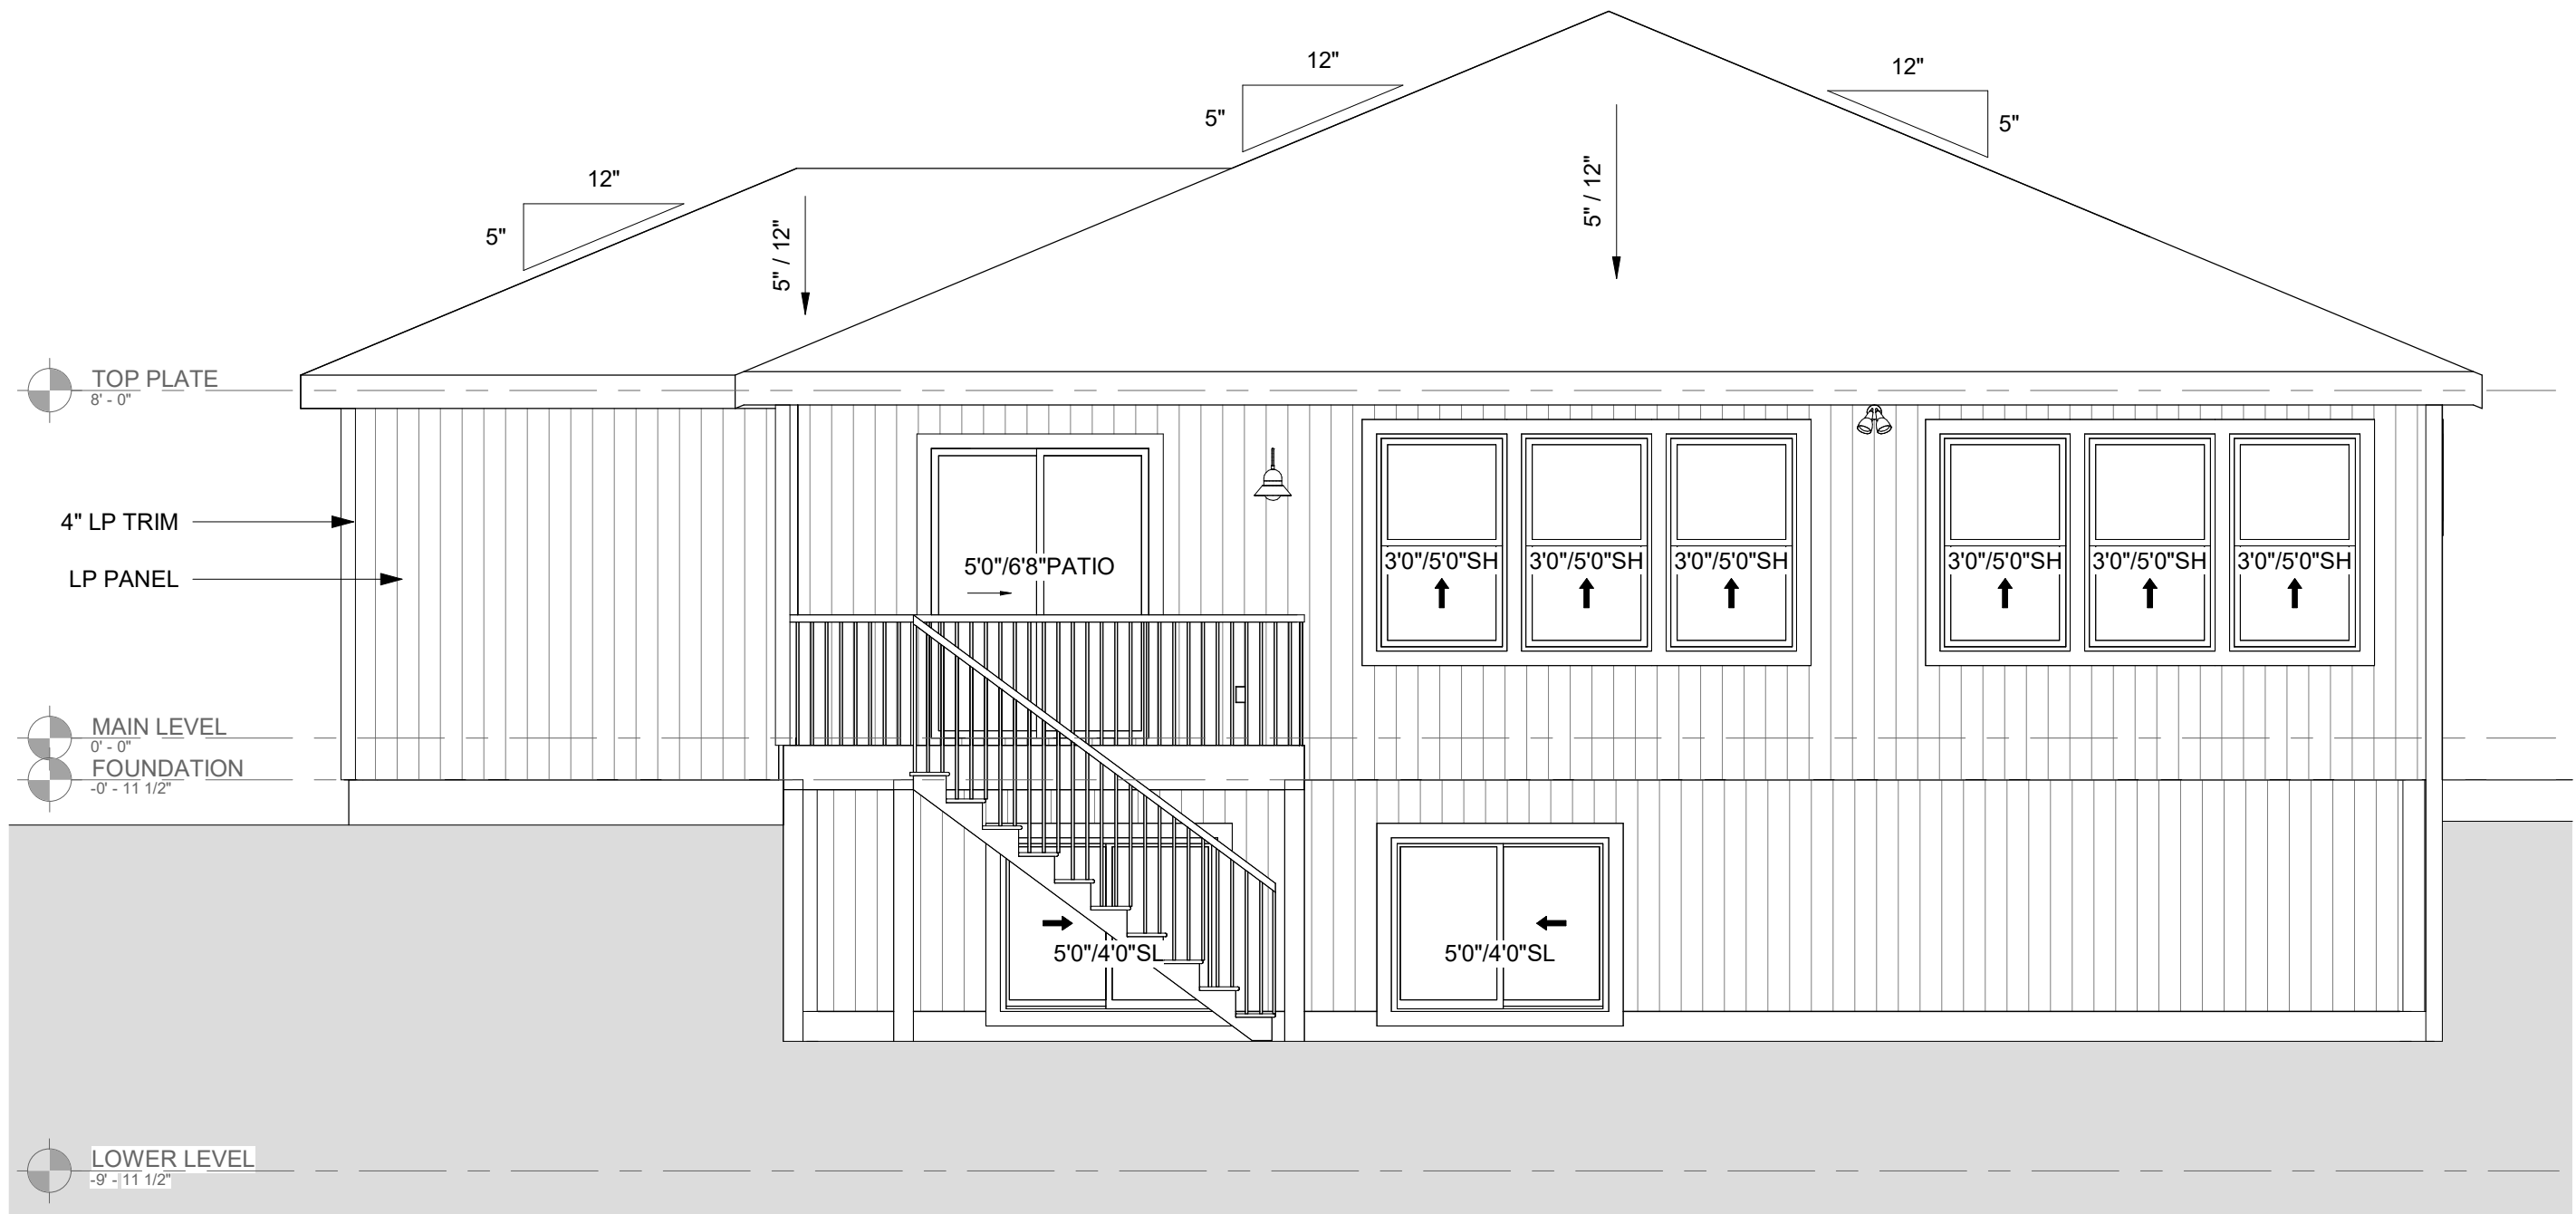 12"
5"
12"
5"
12"
5"
5" / 12"
5" / 12"
TOP PLATE
8' - 0"
4" LP TRIM
LP PANEL
5'0"/6'8"PATIO
3'0"/5'0"SH
3'0"/5'0"SH
3'0"/5'0"SH
3'0"/5'0"SH
3'0"/5'0"SH
3'0"/5'0"SH
MAIN LEVEL
0' - 0"
FOUNDATION
-0' - 11 1/2"
5'0"/4'0"SL
5'0"/4'0"SL
LOWER LEVEL
-9' - 11 1/2"